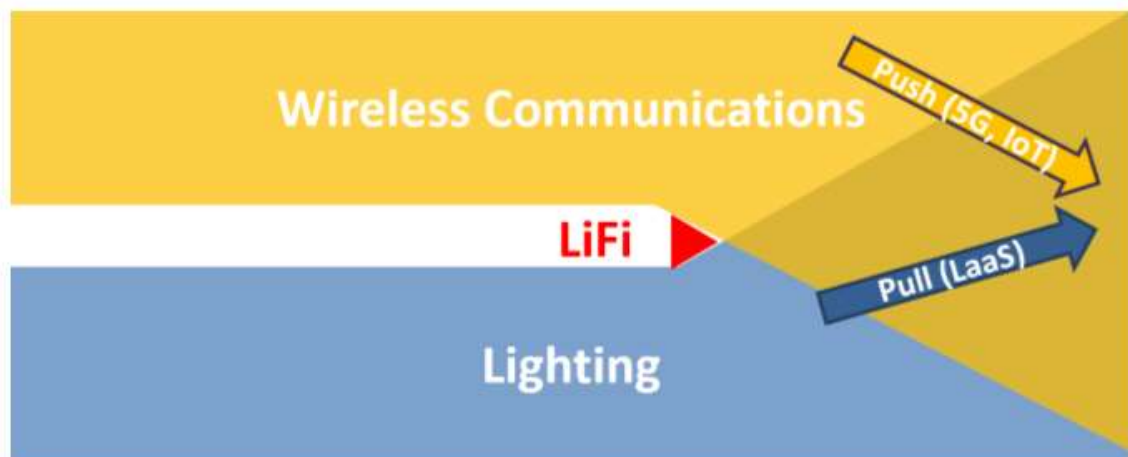 Wireless Communications
Push (5G, IoT)
LiFi
Pull (LaaS)
Lighting